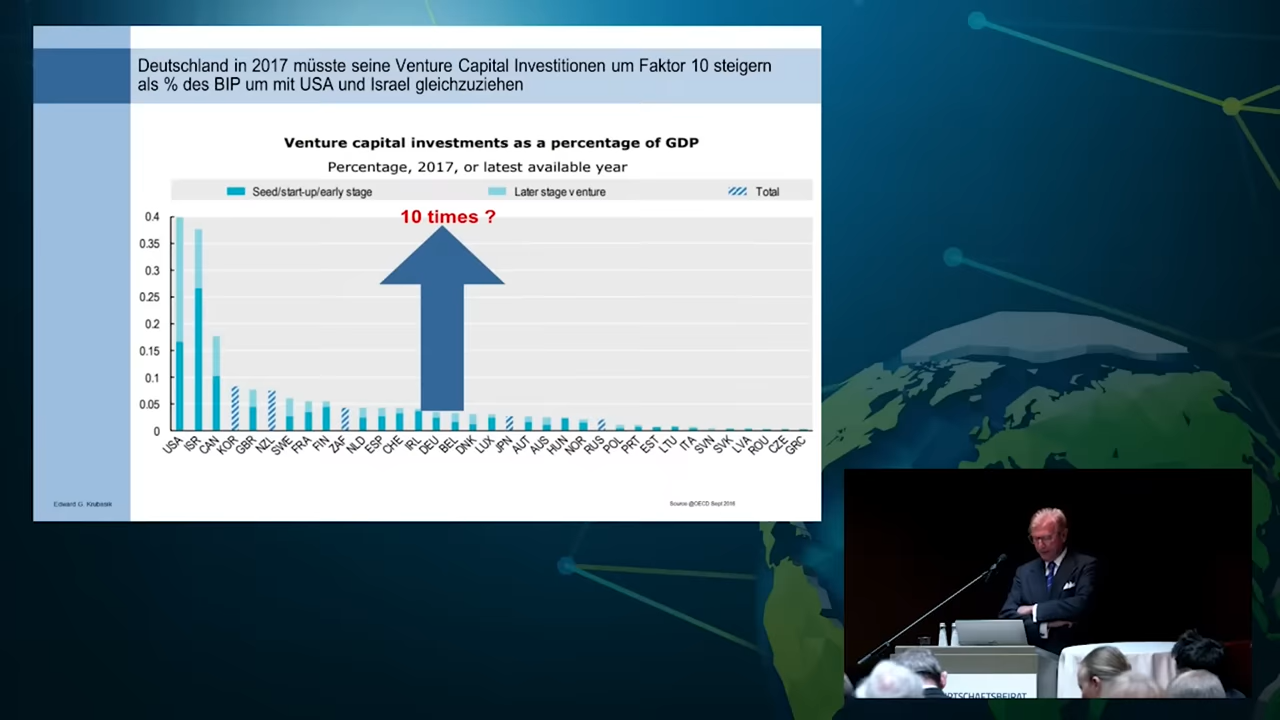 Deutschland in 2017 müsste seine Venture Capital Investitionen um Faktor 10 steigern
als % des BIP um mit USA und Israel gleichzuziehen
Venture capital investments as a percentage of GDP
Percentage, 2017, or latest available year
Seed/start-up/early stage Later stage venture Total
10 times ?
0.4
0.35
0.3
0.25
0.2
0.15
0.1
0.05
0
USA ISR CAN KOR GBR NZL SWE FRA FIN ZAF NLD ESP CHE IRL DEU BEL DNK LUX JPN AUT AUS HUN NOR RUS POL PRT EST LTU ITA SVN SVK LVA ROU CZE GRC
Edward G. Krubasik
Source @OECD Sept 2018
RTSCHAFTSBEIRAT